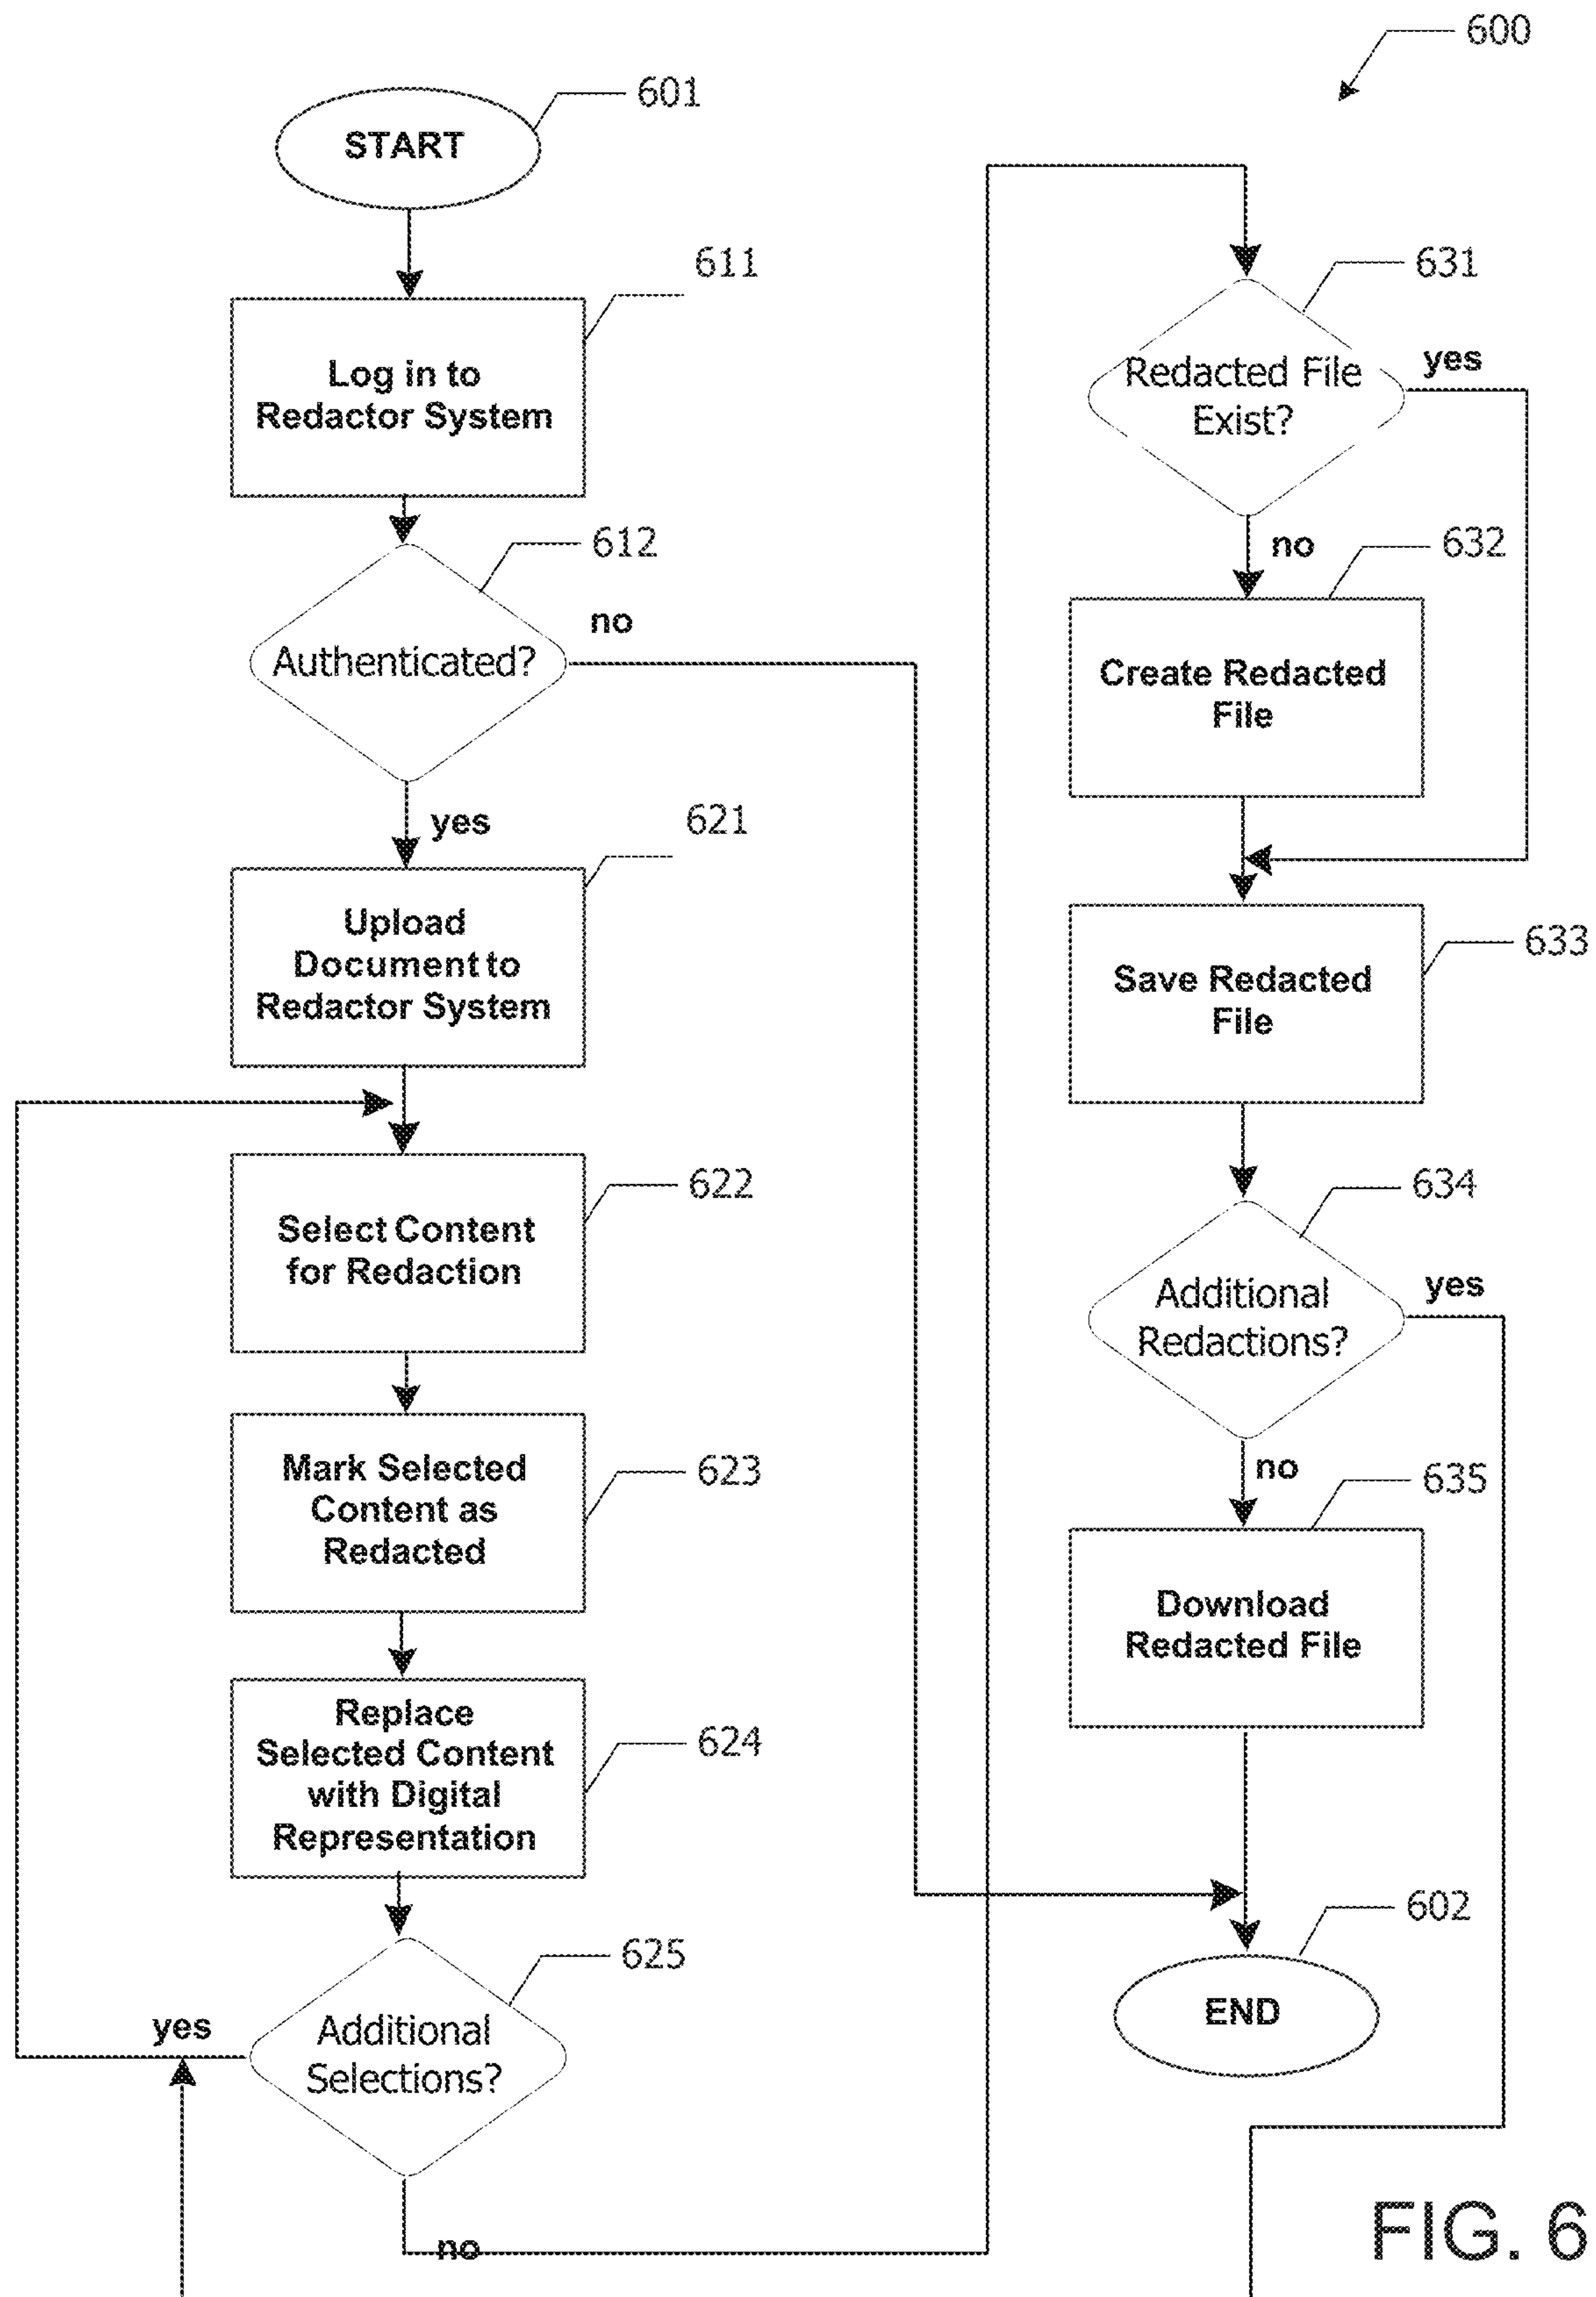 600
601
START
611
Log in to
Redactor System
612
Authenticated?
no
yes
621
Upload
Document to
Redactor System
622
Select Content
for Redaction
623
Mark Selected
Content as
Redacted
624
Replace
Selected Content
with Digital
Representation
625
Additional
Selections?
yes
no
631
Redacted File
Exist?
yes
no
632
Create Redacted
File
633
Save Redacted
File
634
Additional
Redactions?
yes
no
635
Download
Redacted File
602
END
FIG. 6